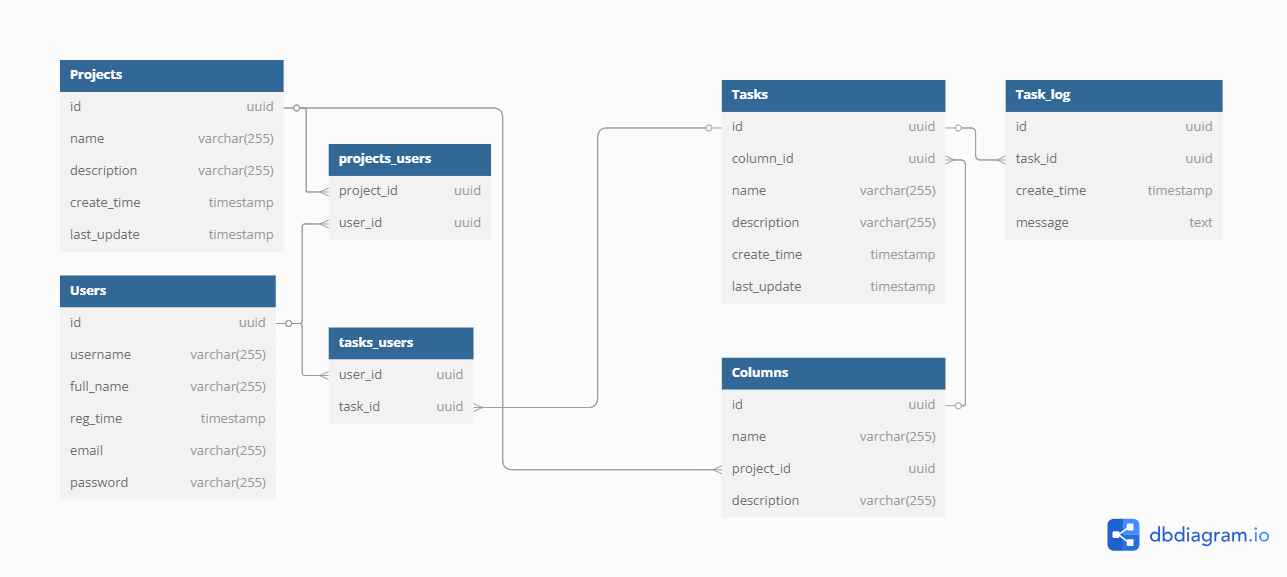 Projects
id uuid
name varchar(255)
description varchar(255)
create_time timestamp
last_update timestamp
Users
id uuid
username varchar(255)
full_name varchar(255)
reg_time timestamp
email varchar(255)
password varchar(255)
projects_users
project_id uuid
user_id uuid
tasks_users
user_id uuid
task_id uuid
Tasks
id uuid
column_id uuid
name varchar(255)
description varchar(255)
create_time timestamp
last_update timestamp
Columns
id uuid
name varchar(255)
project_id uuid
description varchar(255)
Task_log
id uuid
task_id uuid
create_time timestamp
message text
dbdiagram.io